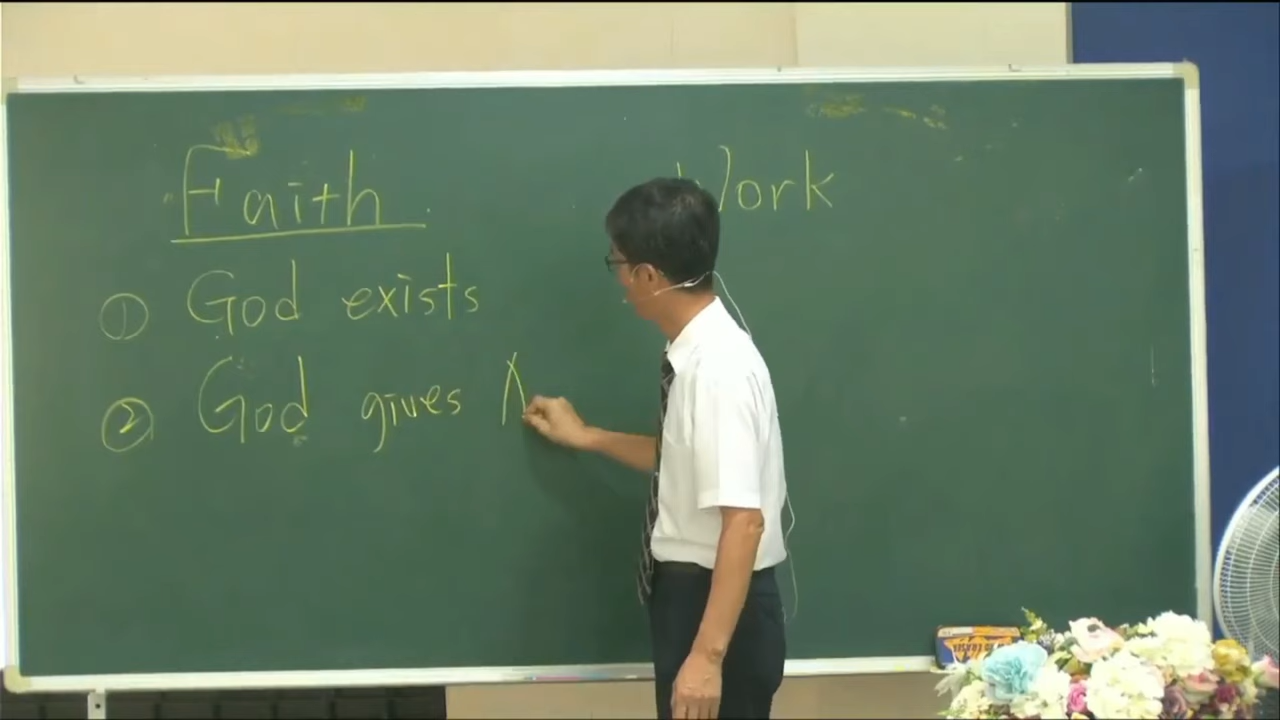 Faith
Work
① God exists
② God gives